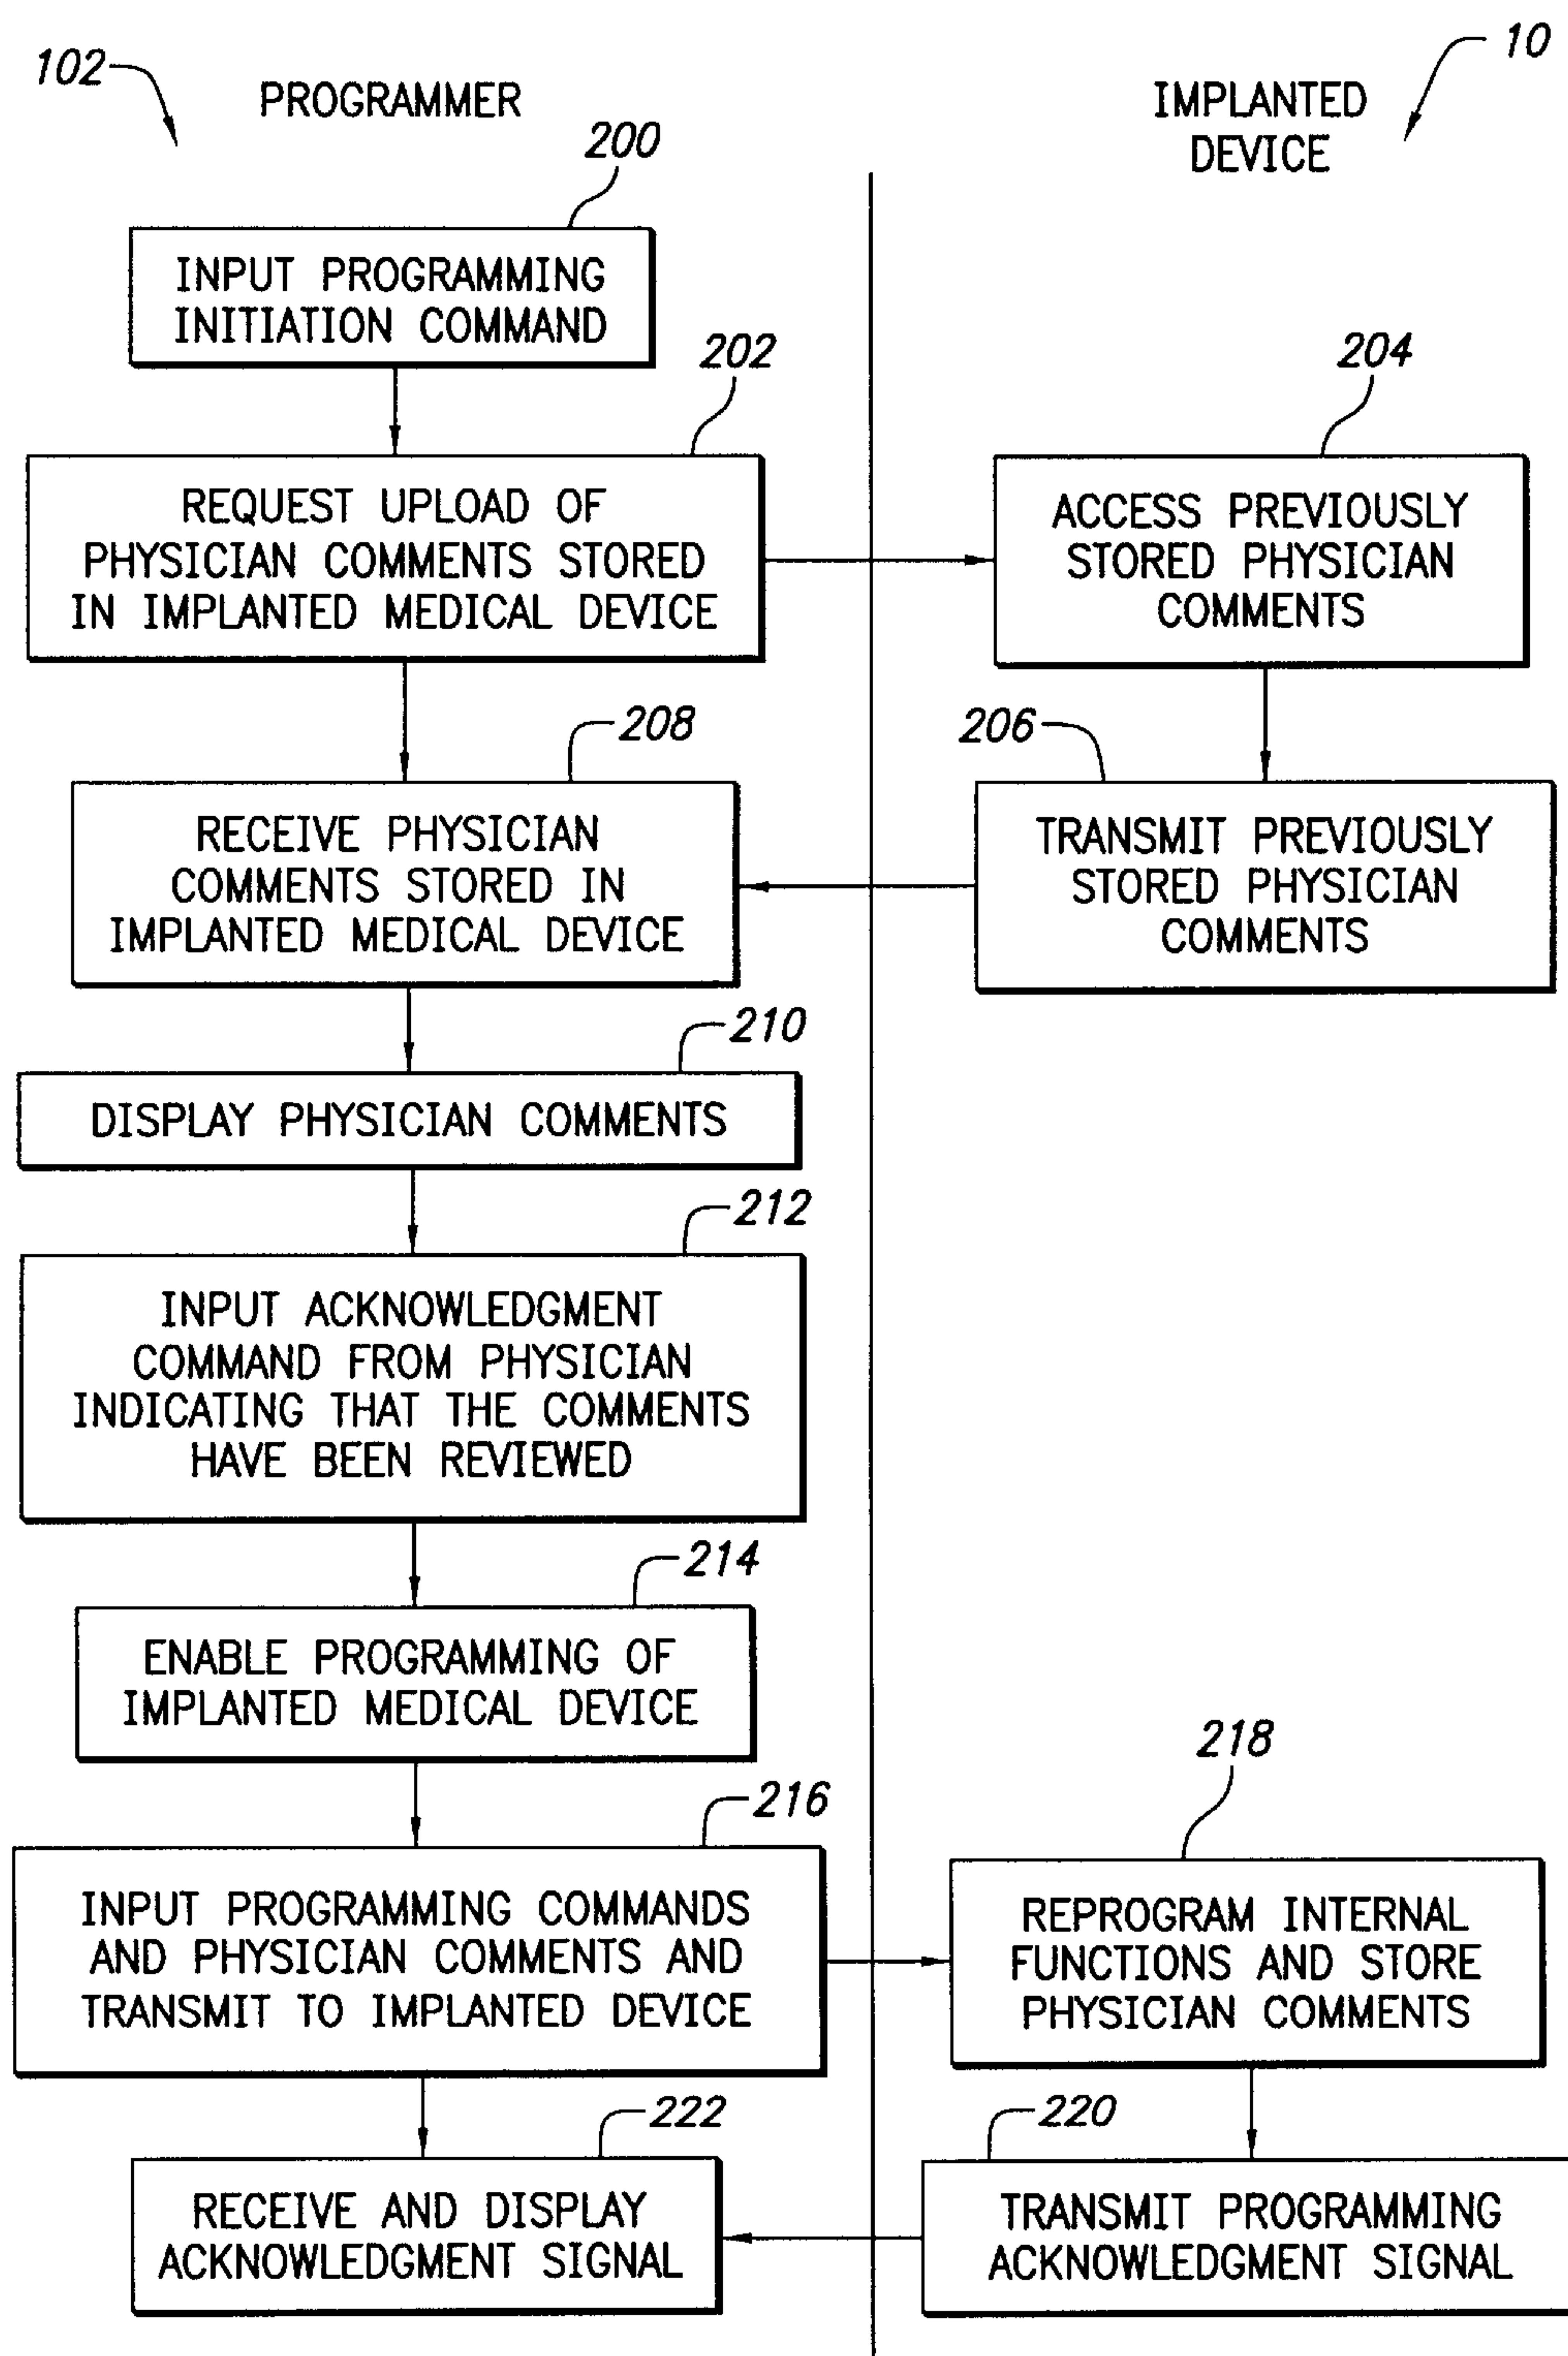 102
PROGRAMMER
10
IMPLANTED
DEVICE
200
INPUT PROGRAMMING
INITIATION COMMAND
202
REQUEST UPLOAD OF
PHYSICIAN COMMENTS STORED
IN IMPLANTED MEDICAL DEVICE
204
ACCESS PREVIOUSLY
STORED PHYSICIAN
COMMENTS
206
TRANSMIT PREVIOUSLY
STORED PHYSICIAN
COMMENTS
208
RECEIVE PHYSICIAN
COMMENTS STORED IN
IMPLANTED MEDICAL DEVICE
210
DISPLAY PHYSICIAN COMMENTS
212
INPUT ACKNOWLEDGMENT
COMMAND FROM PHYSICIAN
INDICATING THAT THE COMMENTS
HAVE BEEN REVIEWED
214
ENABLE PROGRAMMING OF
IMPLANTED MEDICAL DEVICE
216
INPUT PROGRAMMING COMMANDS
AND PHYSICIAN COMMENTS AND
TRANSMIT TO IMPLANTED DEVICE
218
REPROGRAM INTERNAL
FUNCTIONS AND STORE
PHYSICIAN COMMENTS
220
TRANSMIT PROGRAMMING
ACKNOWLEDGMENT SIGNAL
222
RECEIVE AND DISPLAY
ACKNOWLEDGMENT SIGNAL